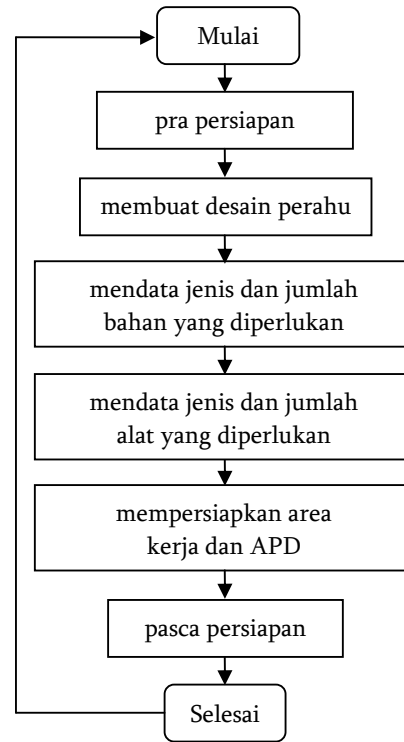 Mulai
pra persiapan
membuat desain perahu
mendata jenis dan jumlah
bahan yang diperlukan
mendata jenis dan jumlah
alat yang diperlukan
mempersiapkan area
kerja dan APD
pasca persiapan
Selesai